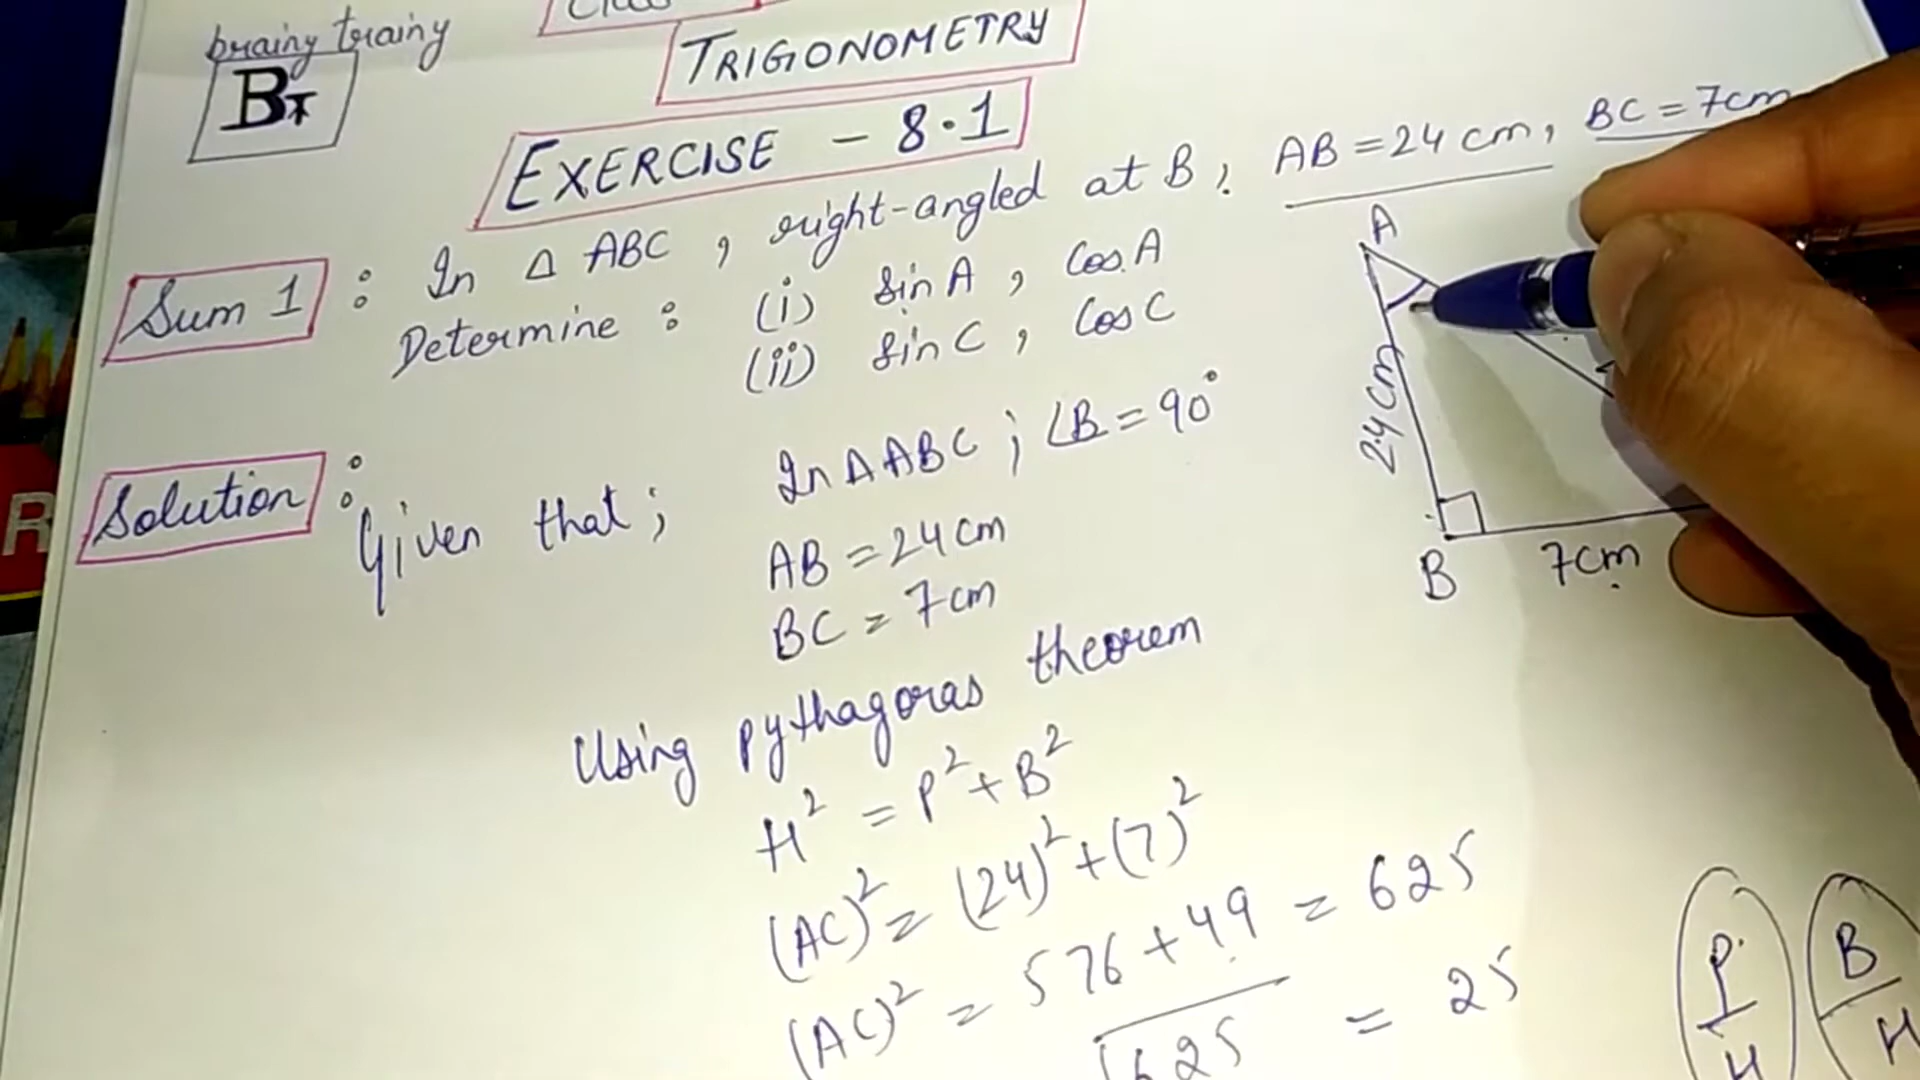 brainy trainy
BT
TRIGONOMETRY
EXERCISE - 8.1
Sum 1 : In Δ ABC , right-angled at B ; AB = 24 cm, BC = 7cm
Determine : (i) sin A , cos A
(ii) sin C , cos C
Solution : Given that ; In Δ ABC ; ∠B = 90°
AB = 24 cm
BC = 7 cm
Using pythagoras theorem
H² = P² + B²
(AC)² = (24)² + (7)²
(AC)² = 576 + 49 = 625
√625 = 25
A
24 cm
B
7cm
P/H
B/H